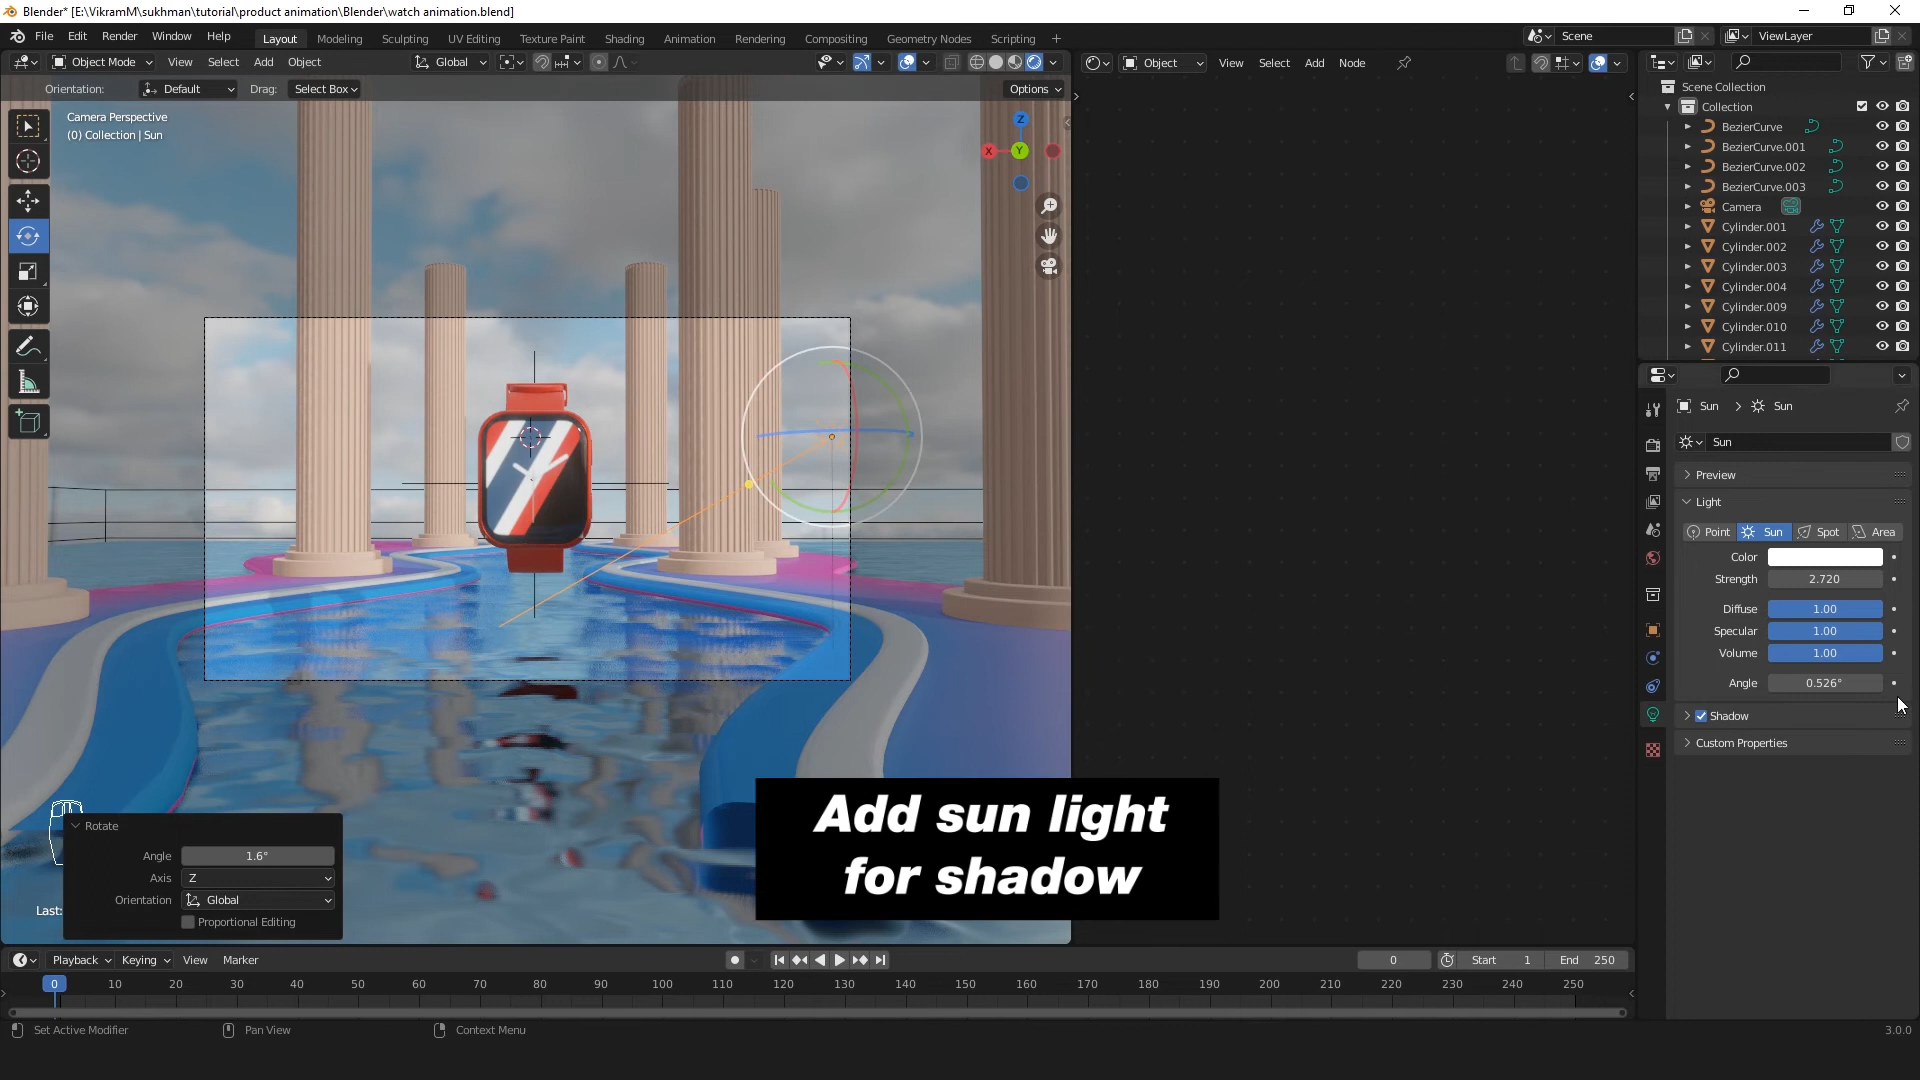 Blender* [E:\VikramM\sukhman\tutorial\product animation\Blender\watch animation.blend]
File Edit Render Window Help Layout Modeling Sculpting UV Editing Texture Paint Shading Animation Rendering Compositing Geometry Nodes Scripting + Scene ViewLayer
Object Mode View Select Add Object Global Object View Select Add Node
Orientation: Default Drag: Select Box Options
Camera Perspective
(0) Collection | Sun
Z
X Y
Scene Collection
Collection
BezierCurve
BezierCurve.001
BezierCurve.002
BezierCurve.003
Camera
Cylinder.001
Cylinder.002
Cylinder.003
Cylinder.004
Cylinder.009
Cylinder.010
Cylinder.011
Sun > Sun
Sun
Preview
Light
Point Sun Spot Area
Color
Strength 2.720
Diffuse 1.00
Specular 1.00
Volume 1.00
Angle 0.526°
Shadow
Custom Properties
Add sun light
for shadow
Rotate
Angle 1.6°
Axis Z
Orientation Global
Proportional Editing
Last:
Playback Keying View Marker 0 Start 1 End 250
0 10 20 30 40 50 60 70 80 90 100 110 120 130 140 150 160 170 180 190 200 210 220 230 240 250
Set Active Modifier Pan View Context Menu 3.0.0